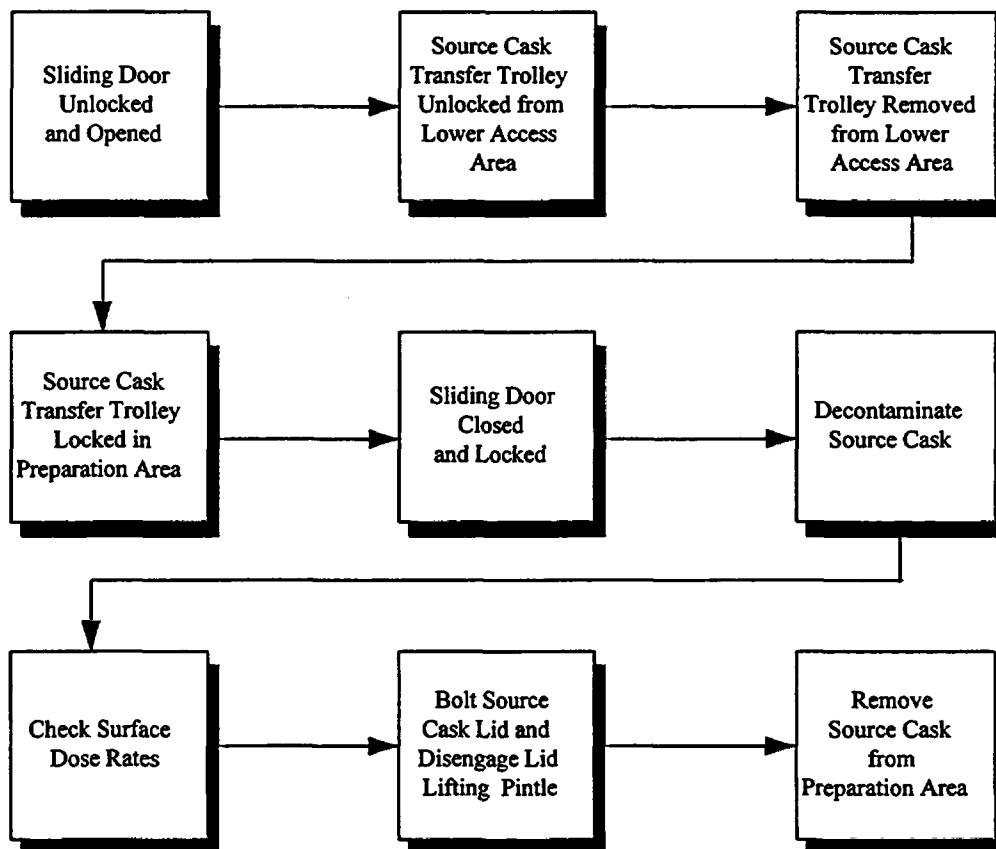 Sliding Door
Unlocked
and Opened
Source Cask
Transfer Trolley
Unlocked from
Lower Access
Area
Source Cask
Transfer
Trolley Removed
from Lower
Access Area
Source Cask
Transfer Trolley
Locked in
Preparation Area
Sliding Door
Closed
and Locked
Decontaminate
Source Cask
Check Surface
Dose Rates
Bolt Source
Cask Lid and
Disengage Lid
Lifting Pintle
Remove
Source Cask
from
Preparation Area